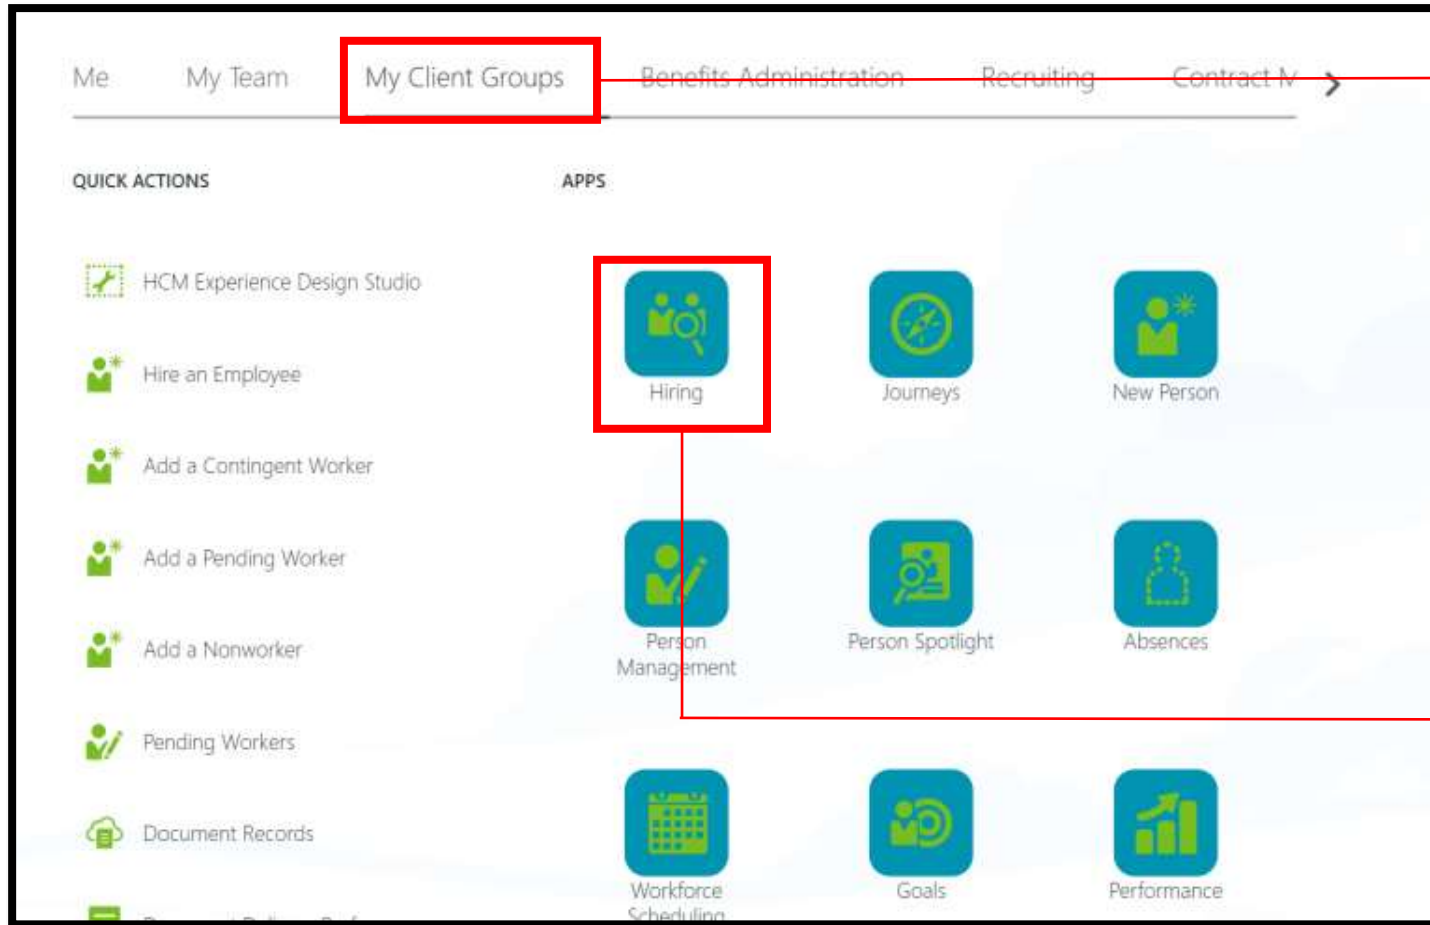 Me My Team My Client Groups Benefits Administration Recruiting Contract
QUICK ACTIONS
HCM Experience Design Studio
Hire an Employee
Add a Contingent Worker
Add a Pending Worker
Add a Nonworker
Pending Workers
Document Records
APPS
Hiring
Journeys
New Person
Person
Management
Person Spotlight
Absences
Workforce
Scheduling
Goals
Performance